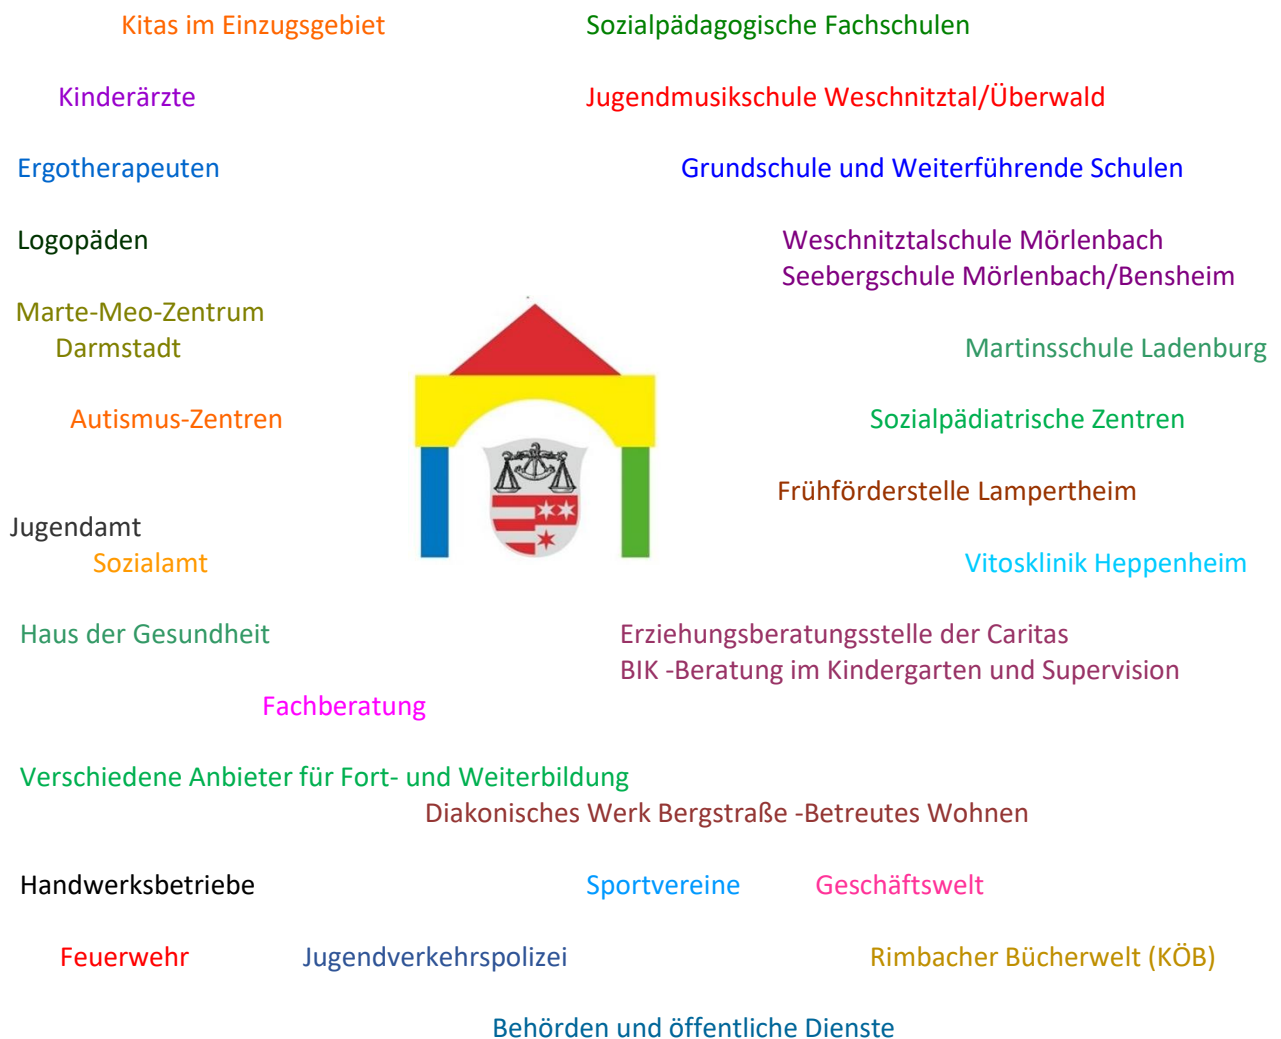 Kitas im Einzugsgebiet
Sozialpädagogische Fachschulen
Kinderärzte
Jugendmusikschule Weschnitztal/Überwald
Ergotherapeuten
Grundschule und Weiterführende Schulen
Logopäden
Weschnitztalschule Mörlenbach
Seebergschule Mörlenbach/Bensheim
Marte-Meo-Zentrum
Darmstadt
Martinsschule Ladenburg
Autismus-Zentren
Sozialpädiatrische Zentren
Frühförderstelle Lampertheim
Jugendamt
Sozialamt
Vitosklinik Heppenheim
Haus der Gesundheit
Erziehungsberatungsstelle der Caritas
BIK -Beratung im Kindergarten und Supervision
Fachberatung
Verschiedene Anbieter für Fort- und Weiterbildung
Diakonisches Werk Bergstraße -Betreutes Wohnen
Handwerksbetriebe
Sportvereine
Geschäftswelt
Feuerwehr
Jugendverkehrspolizei
Rimbacher Bücherwelt (KÖB)
Behörden und öffentliche Dienste